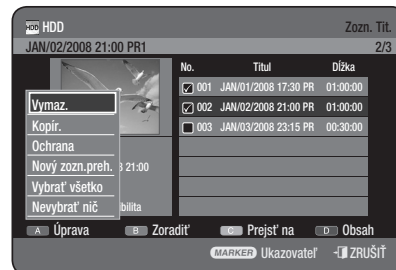 HDD HDD Zozn. Tit.
JAN/02/2008 21:00 PR1 2/3
No. Titul Dĺžka
001 JAN/01/2008 17:30 PR 01:00:00
002 JAN/02/2008 21:00 PR 01:00:00
003 JAN/03/2008 23:15 PR 00:30:00
Vymaz.
Kopír.
Ochrana
Nový zozn.preh. 21:00
Vybrať všetko
Nevybrať nič bilita
A Úprava B Zoradiť C Prejsť na D Obsah
MARKER Ukazovateľ ZRUŠIŤ